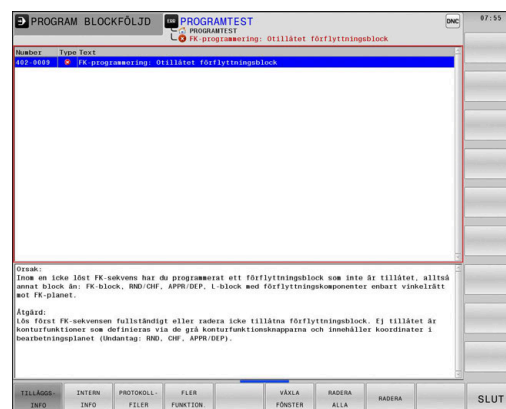 PROGRAM BLOCKFÖLJD
PROGRAMTEST
PROGRAMTEST
FK-programmering: Otillåtet förflyttningsblock
DNC
07:55
Number Type Text
402-0009 FK-programmering: Otillåtet förflyttningsblock
Orsak:
Inom en icke löst FK-sekvens har du programmerat ett förflyttningsblock som inte är tillåtet, alltså
annat block än: FK-block, RND/CHF, APPR/DEP, L-block med förflyttningskomponenter enbart vinkelrätt
mot FK-planet.
Åtgärd:
Lös först FK-sekvensen fullständigt eller radera icke tillåtna förflyttningsblock. Ej tillåtet är
konturfunktioner som definieras via de grå konturfunktionsknapparna och innehåller koordinater i
bearbetningsplanet (Undantag: RND, CHF, APPR/DEP).
TILLÄGGS-
INFO
INTERN
INFO
PROTOKOLL-
FILER
FLER
FUNKTION.
VÄXLA
FÖNSTER
RADERA
ALLA
RADERA
SLUT